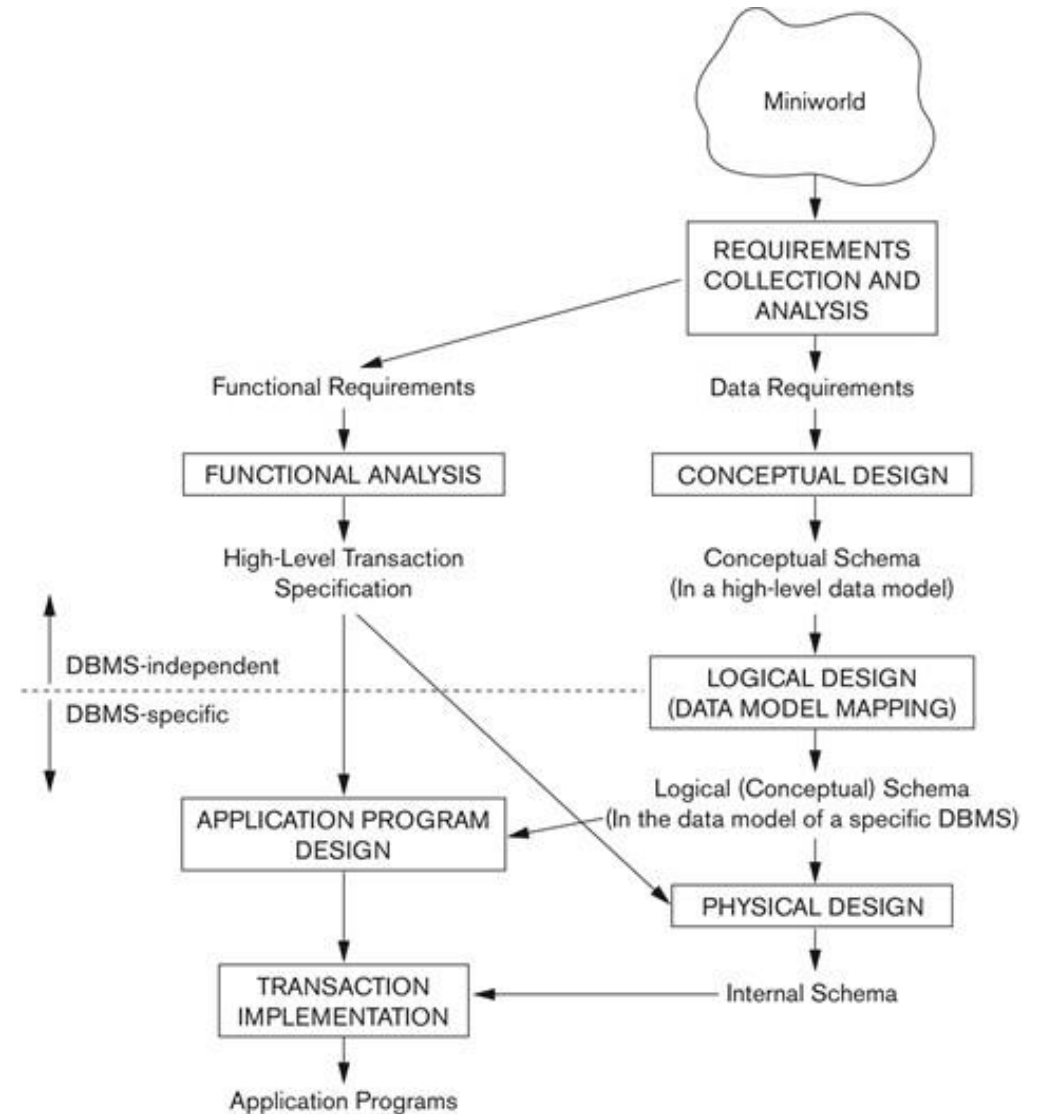 Miniworld
REQUIREMENTS
COLLECTION AND
ANALYSIS
Functional Requirements
Data Requirements
FUNCTIONAL ANALYSIS
CONCEPTUAL DESIGN
High-Level Transaction
Specification
Conceptual Schema
(In a high-level data model)
DBMS-independent
LOGICAL DESIGN
(DATA MODEL MAPPING)
DBMS-specific
Logical (Conceptual) Schema
(In the data model of a specific DBMS)
APPLICATION PROGRAM
DESIGN
PHYSICAL DESIGN
TRANSACTION
IMPLEMENTATION
Internal Schema
Application Programs